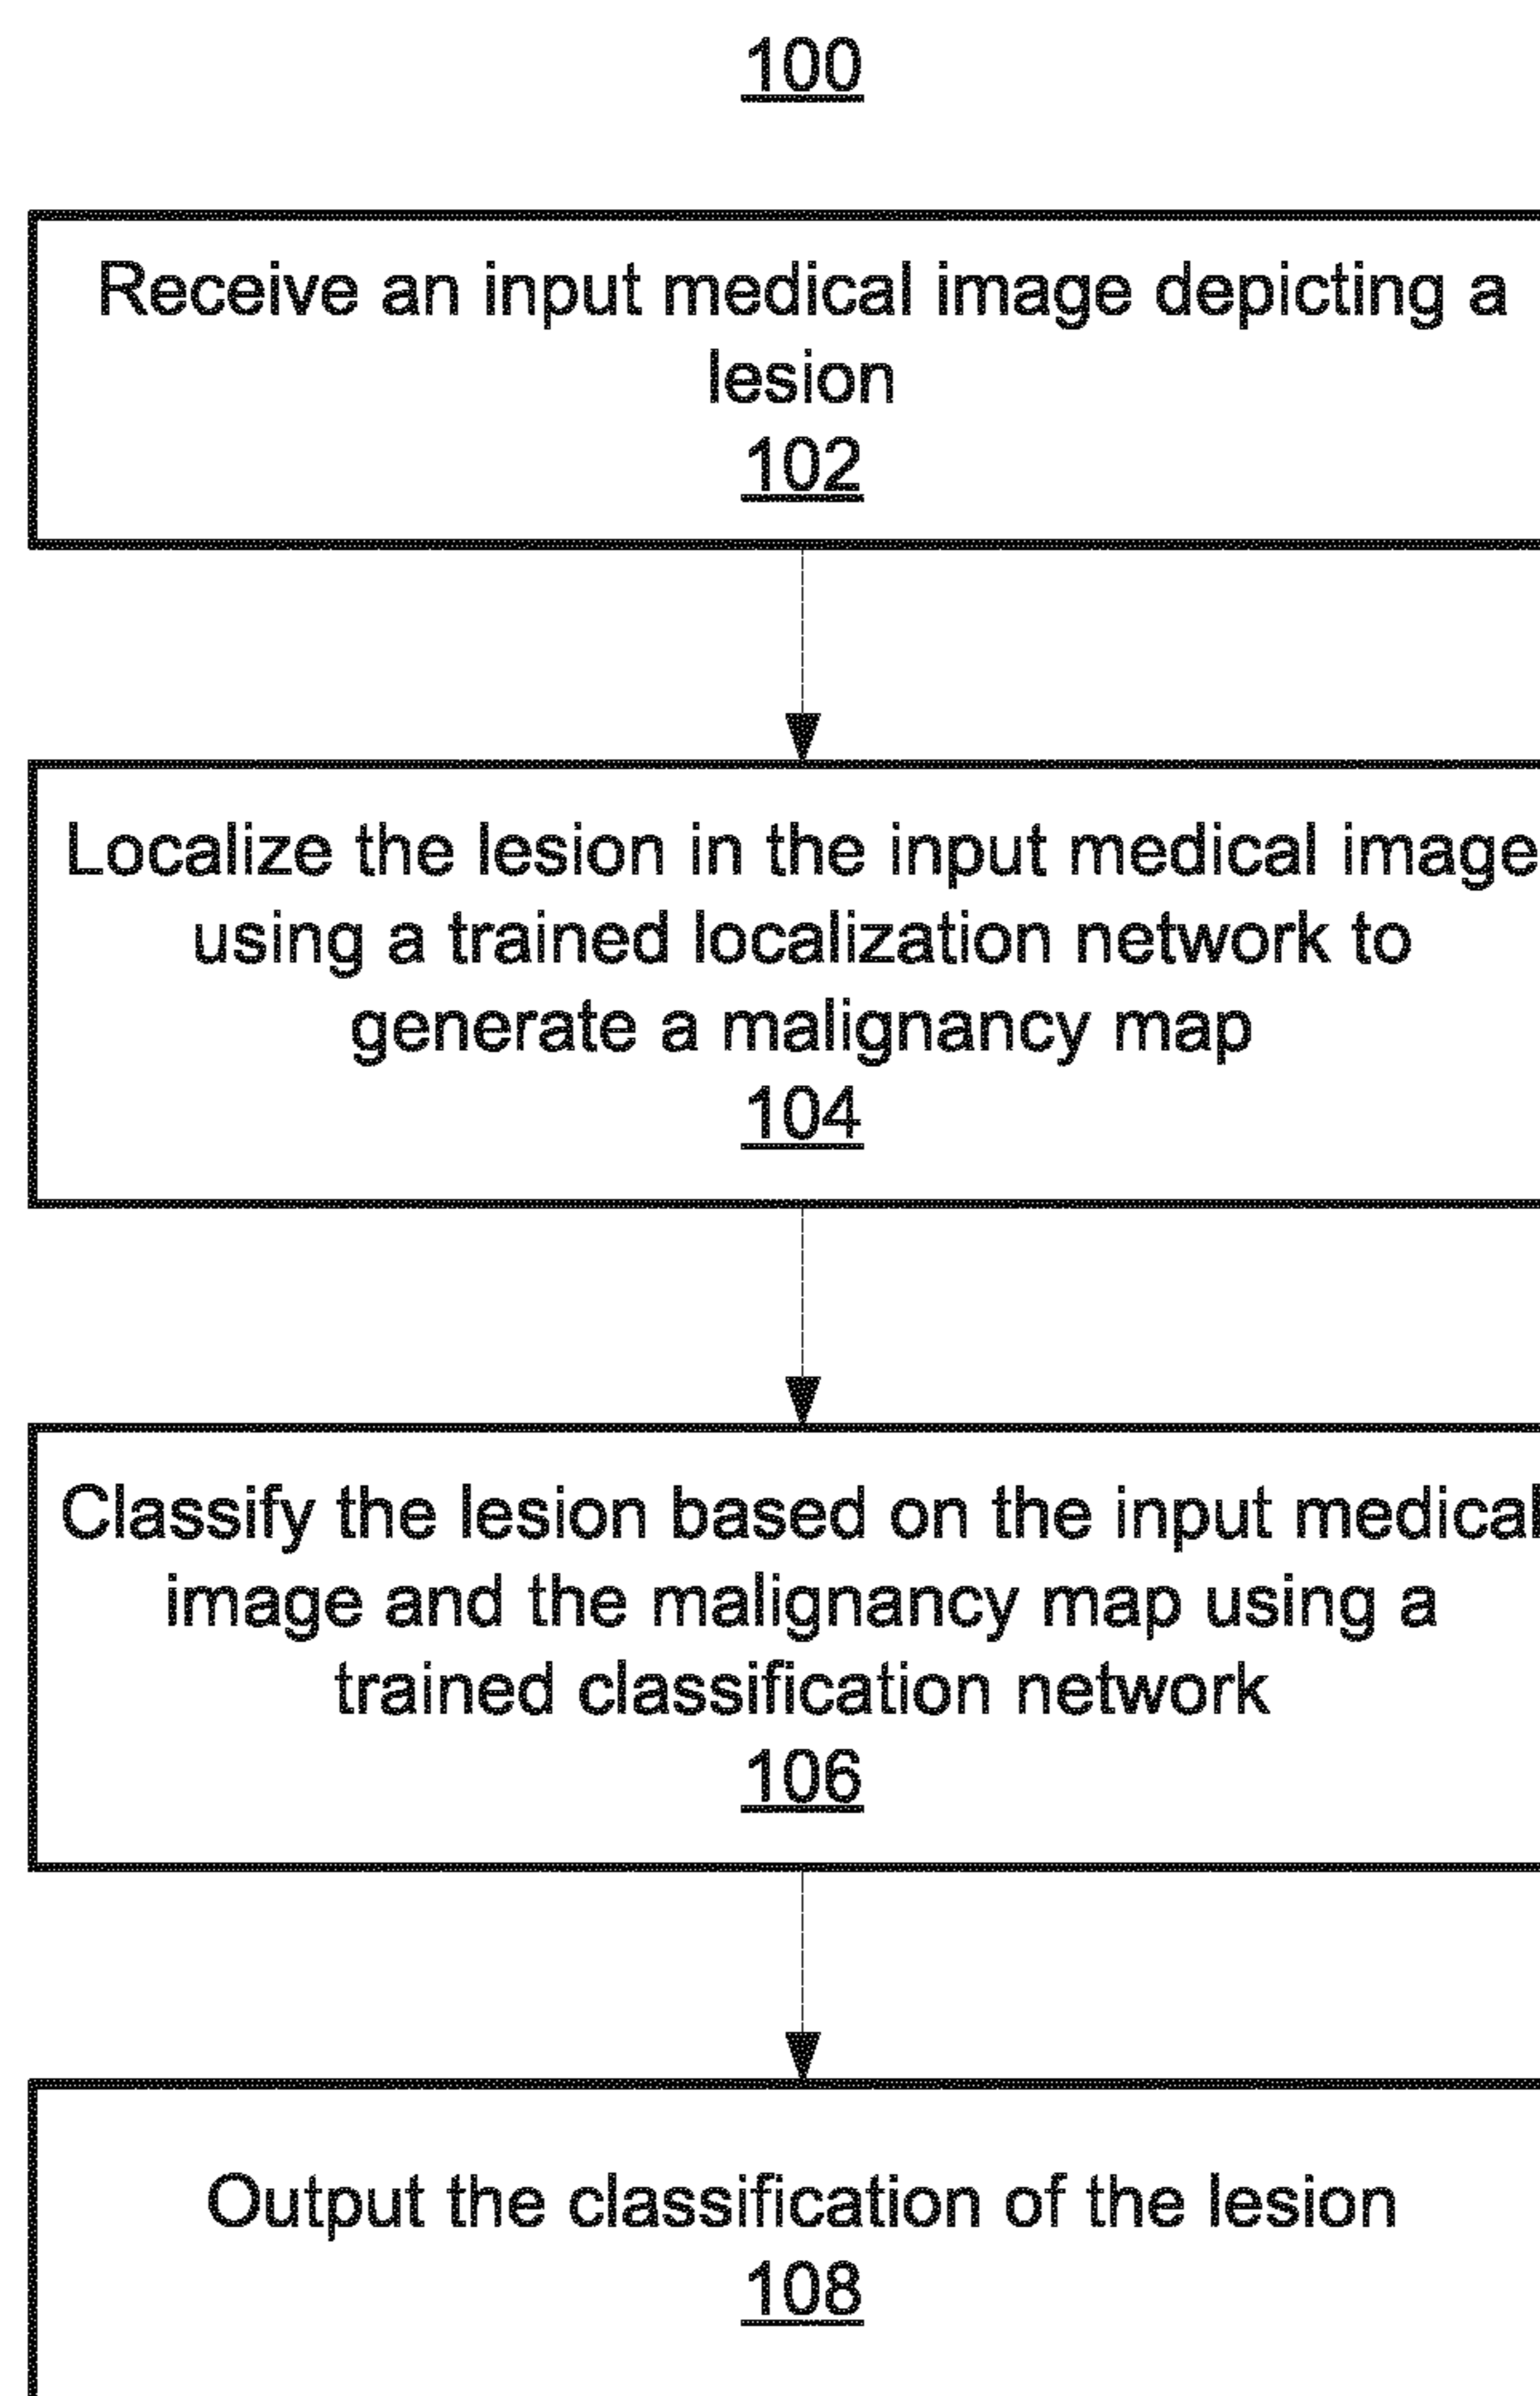 100
Receive an input medical image depicting a
lesion
102
Localize the lesion in the input medical image
using a trained localization network to
generate a malignancy map
104
Classify the lesion based on the input medical
image and the malignancy map using a
trained classification network
106
Output the classification of the lesion
108